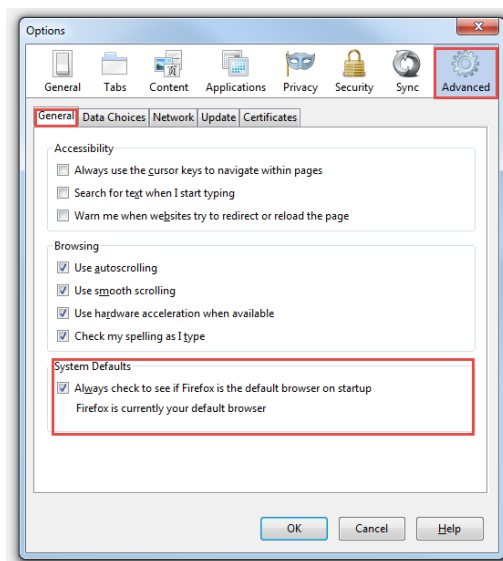 Options
General Tabs Content Applications Privacy Security Sync Advanced
General Data Choices Network Update Certificates
Accessibility
Always use the cursor keys to navigate within pages
Search for text when I start typing
Warn me when websites try to redirect or reload the page
Browsing
Use autoscrolling
Use smooth scrolling
Use hardware acceleration when available
Check my spelling as I type
System Defaults
Always check to see if Firefox is the default browser on startup
Firefox is currently your default browser
OK Cancel Help